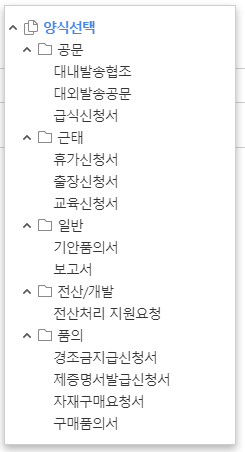 양식선택
공문
대내발송협조
대외발송공문
급식신청서
근태
휴가신청서
출장신청서
교육신청서
일반
기안품의서
보고서
전산/개발
전산처리 지원요청
품의
경조금지급신청서
제증명서발급신청서
자재구매요청서
구매품의서